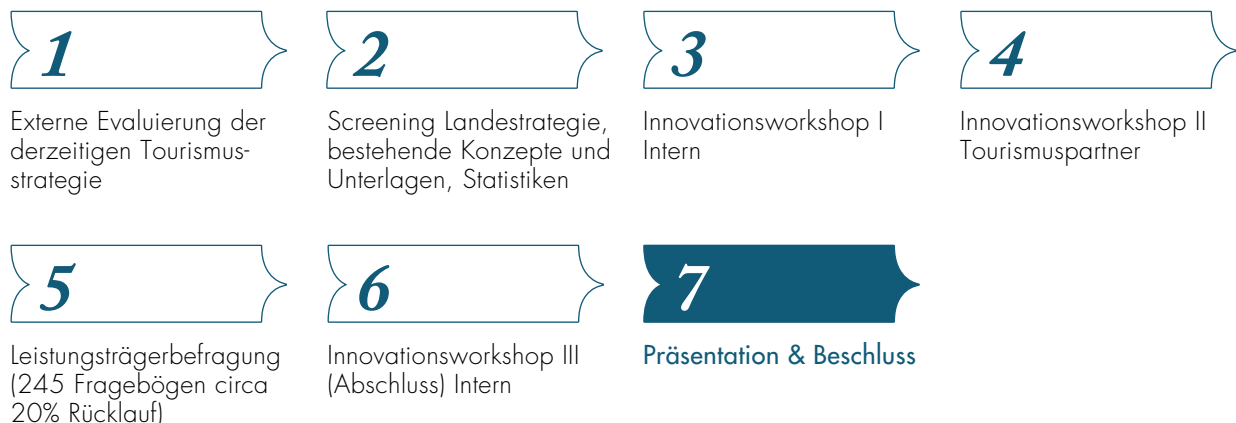 1
Externe Evaluierung der
derzeitigen Tourismus-
strategie
2
Screening Landestrategie,
bestehende Konzepte und
Unterlagen, Statistiken
3
Innovationsworkshop I
Intern
4
Innovationsworkshop II
Tourismuspartner
5
Leistungsträgerbefragung
(245 Fragebögen circa
20% Rücklauf)
6
Innovationsworkshop III
(Abschluss) Intern
7
Präsentation & Beschluss